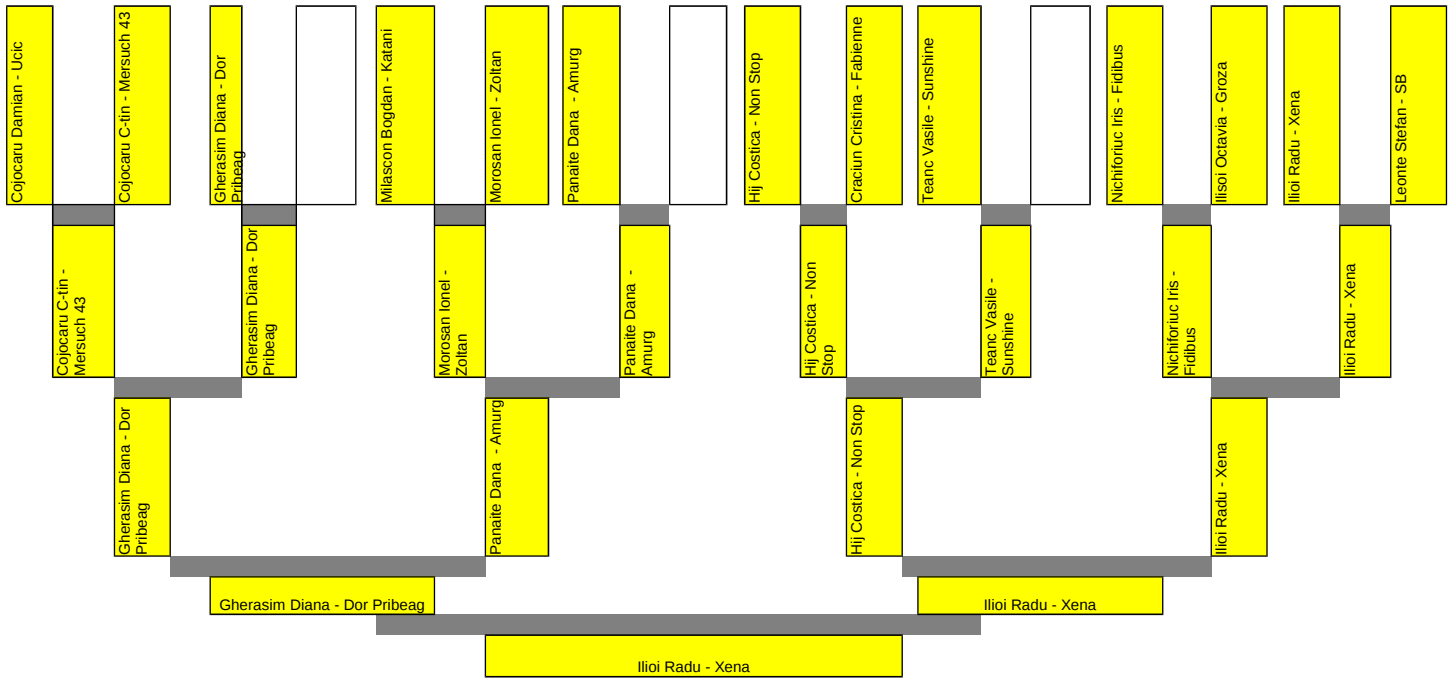 Cojocaru Damian - Ucic
Cojocaru C-tin - Mersuch 43
Gherasim Diana - Dor
Pribeag
Milascon Bogdan - Katani
Morosan Ionel - Zoltan
Panaite Dana  - Amurg
Hij Costica - Non Stop
Craciun Cristina - Fabienne
Teanc Vasile - Sunshine
Nichiforiuc Iris - Fidibus
Ilisoi Octavia - Groza
Ilioi Radu - Xena
Leonte Stefan - SB
Cojocaru C-tin -
Mersuch 43
Gherasim Diana - Dor
Pribeag
Morosan Ionel -
Zoltan
Panaite Dana  -
Amurg
Hij Costica - Non
Stop
Teanc Vasile -
Sunshine
Nichiforiuc Iris -
Fidibus
Ilioi Radu - Xena
Gherasim Diana - Dor
Pribeag
Panaite Dana  - Amurg
Hij Costica - Non Stop
Ilioi Radu - Xena
Gherasim Diana - Dor Pribeag
Ilioi Radu - Xena
Ilioi Radu - Xena